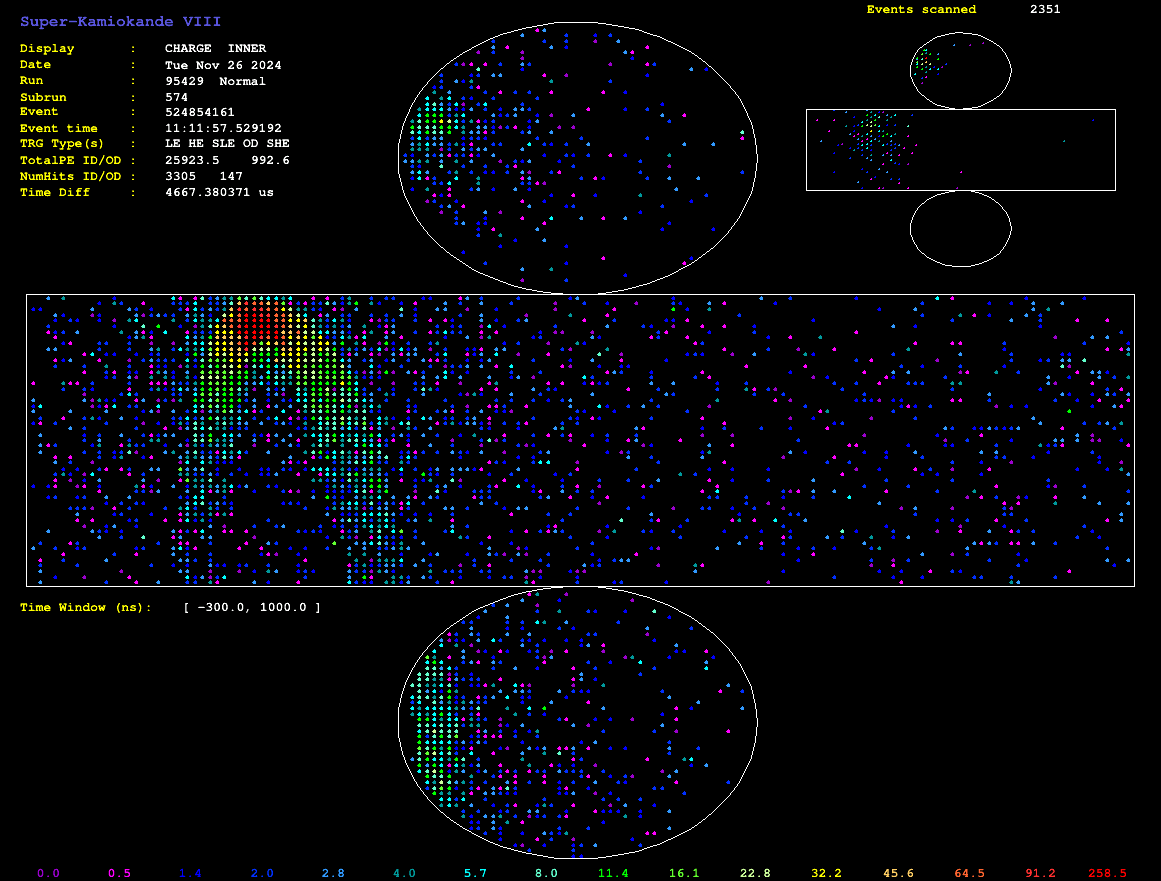 Super-Kamiokande VIII
Events scanned 2351
Display : CHARGE INNER
Date : Tue Nov 26 2024
Run : 95429 Normal
Subrun : 574
Event : 524854161
Event time : 11:11:57.529192
TRG Type(s) : LE HE SLE OD SHE
TotalPE ID/OD : 25923.5 992.6
NumHits ID/OD : 3305 147
Time Diff : 4667.380371 us
Time Window (ns): [ -300.0, 1000.0 ]
0.0 0.5 1.4 2.0 2.8 4.0 5.7 8.0 11.4 16.1 22.8 32.2 45.6 64.5 91.2 258.5